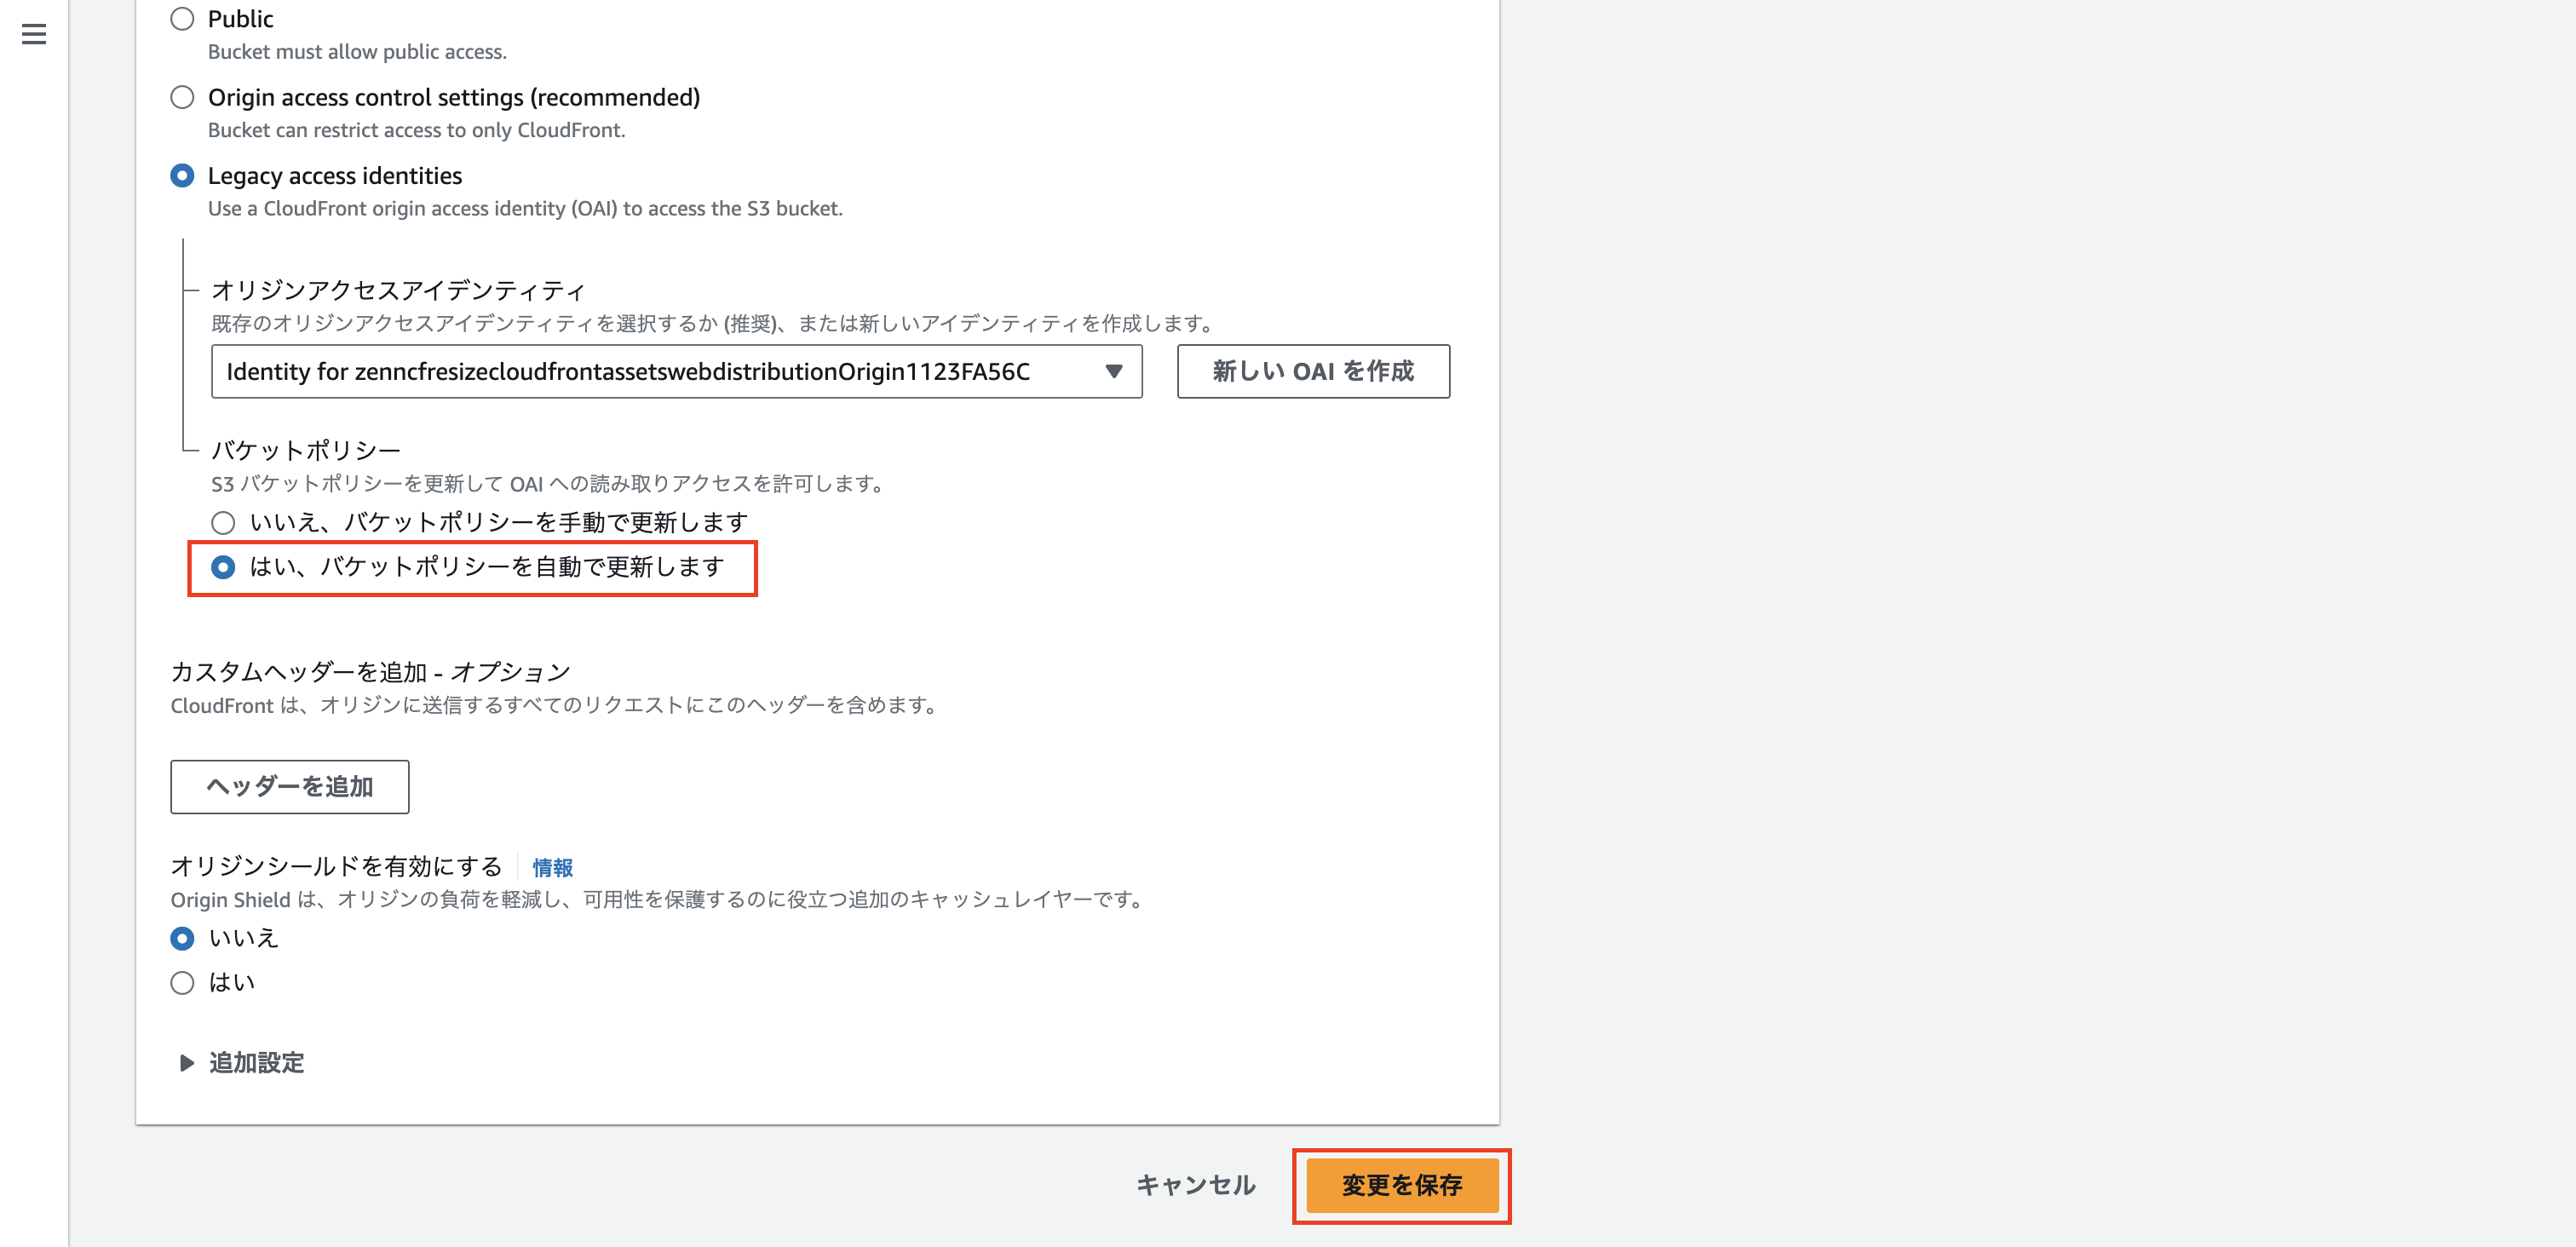 Public
Bucket must allow public access.
Origin access control settings (recommended)
Bucket can restrict access to only CloudFront.
Legacy access identities
Use a CloudFront origin access identity (OAI) to access the S3 bucket.
オリジンアクセスアイデンティティ
既存のオリジンアクセスアイデンティティを選択するか (推奨)、または新しいアイデンティティを作成します。
Identity for zenncfresizecloudfrontassetswebdistributionOrigin1123FA56C
新しい OAI を作成
バケットポリシー
S3 バケットポリシーを更新して OAI への読み取りアクセスを許可します。
いいえ、バケットポリシーを手動で更新します
はい、バケットポリシーを自動で更新します
カスタムヘッダーを追加 - オプション
CloudFront は、オリジンに送信するすべてのリクエストにこのヘッダーを含めます。
ヘッダーを追加
オリジンシールドを有効にする 情報
Origin Shield は、オリジンの負荷を軽減し、可用性を保護するのに役立つ追加のキャッシュレイヤーです。
いいえ
はい
追加設定
キャンセル 変更を保存